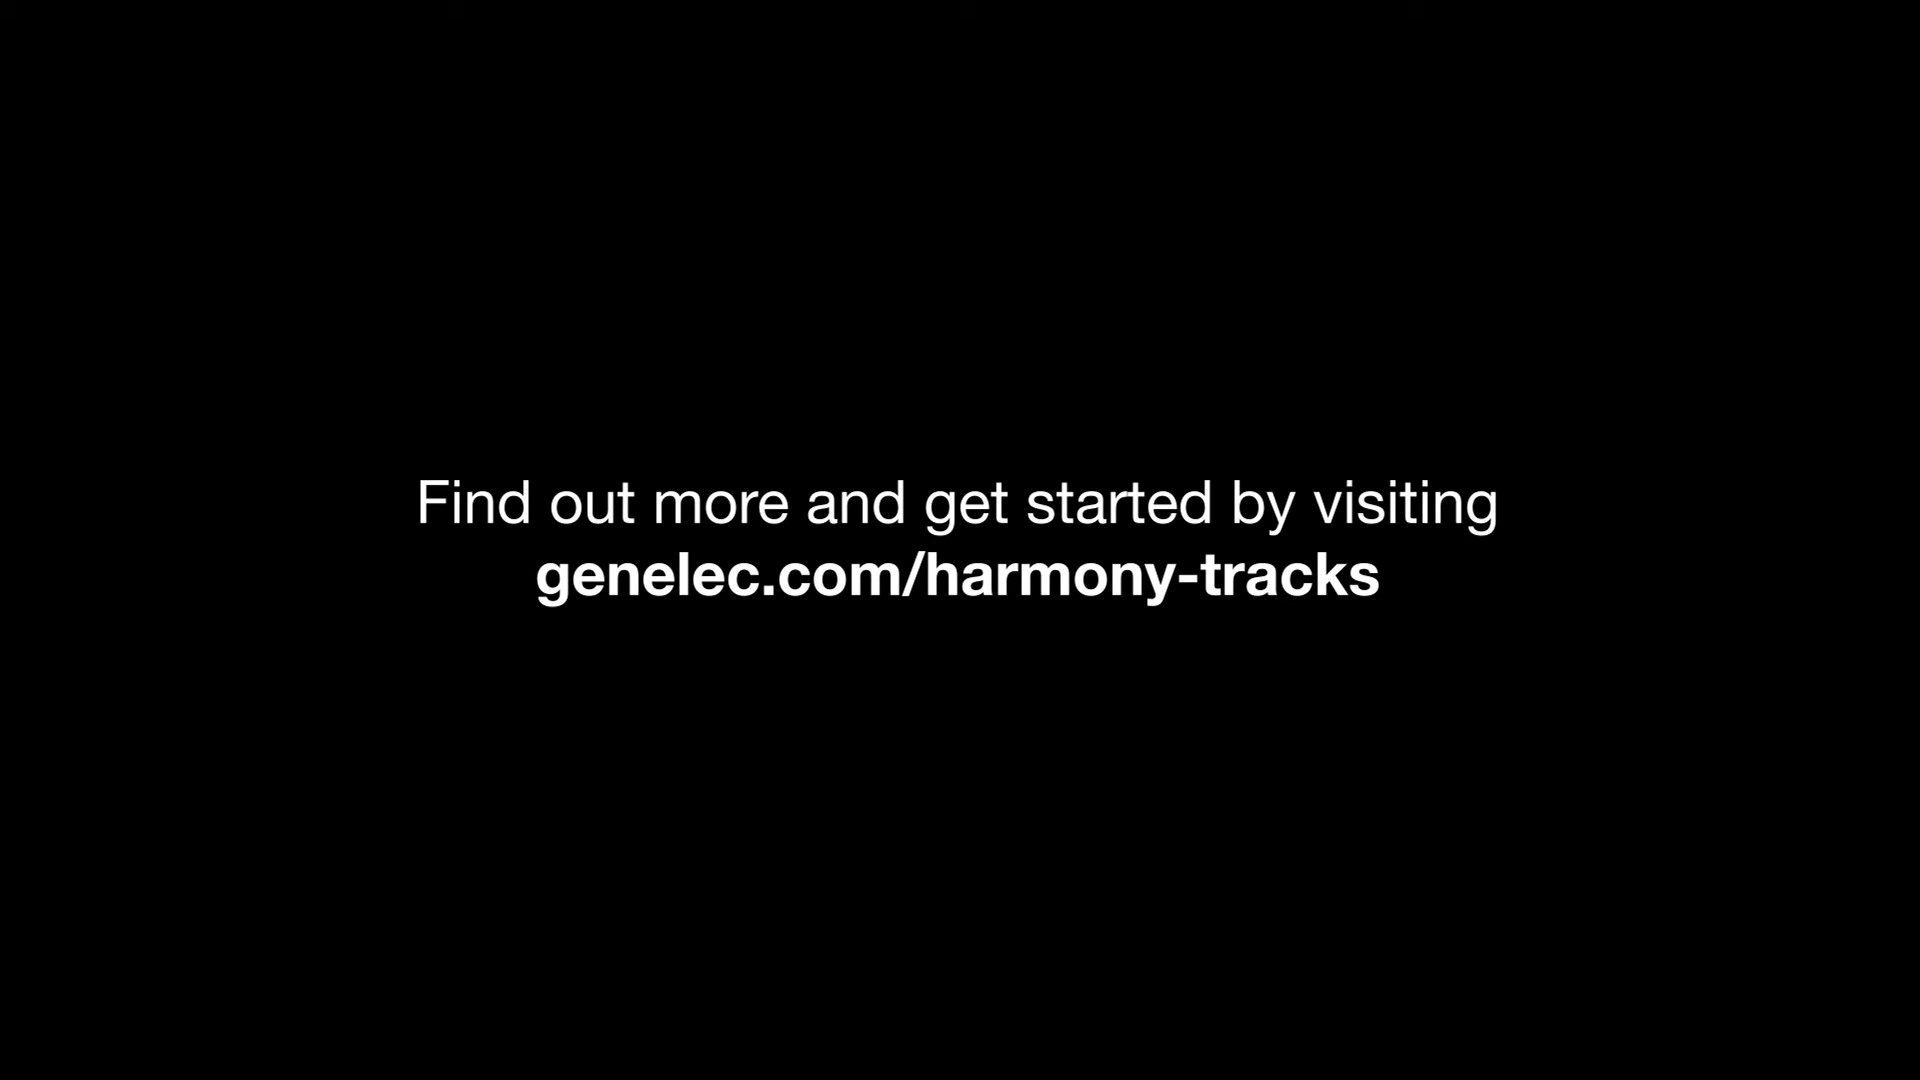 Find out more and get started by visiting
genelec.com/harmony-tracks